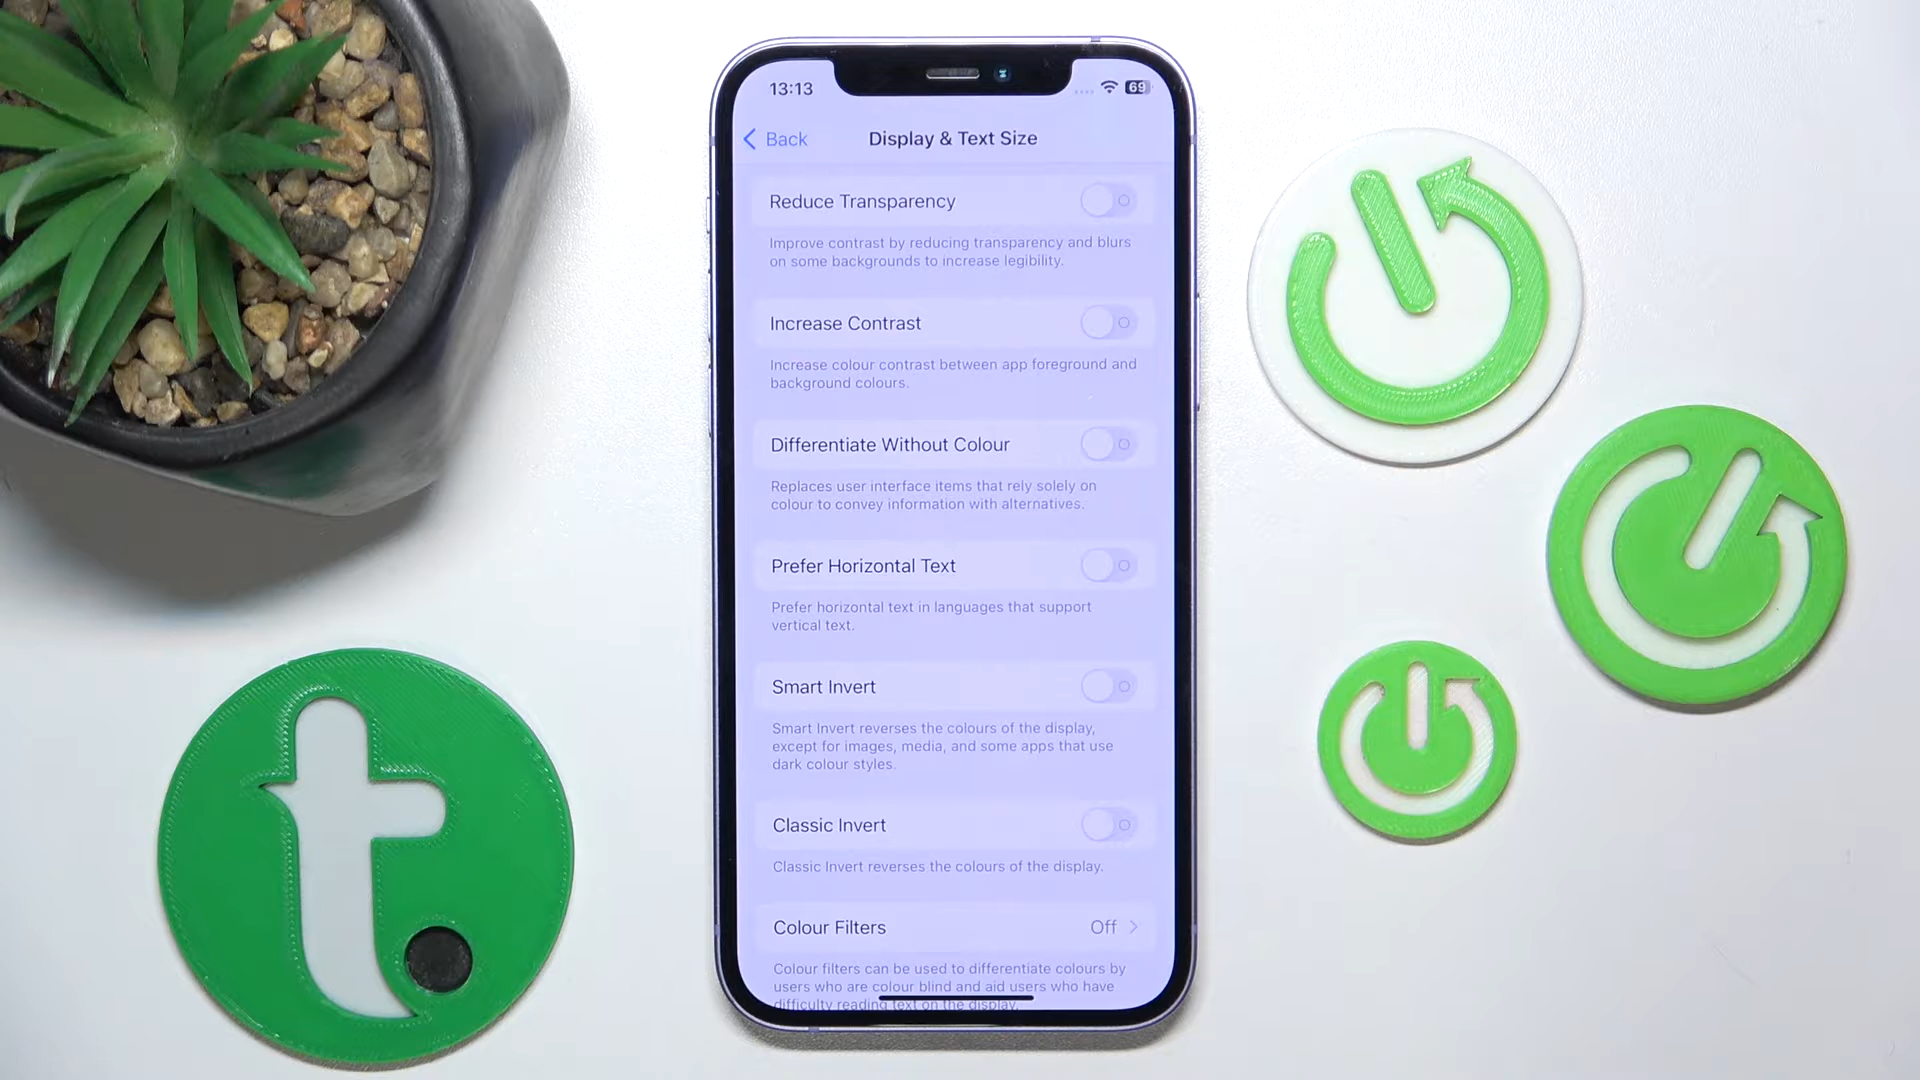 13:13
69
Back
Display & Text Size
Reduce Transparency
Improve contrast by reducing transparency and blurs
on some backgrounds to increase legibility.
Increase Contrast
Increase colour contrast between app foreground and
background colours.
Differentiate Without Colour
Replaces user interface items that rely solely on
colour to convey information with alternatives.
Prefer Horizontal Text
Prefer horizontal text in languages that support
vertical text.
Smart Invert
Smart Invert reverses the colours of the display,
except for images, media, and some apps that use
dark colour styles.
Classic Invert
Classic Invert reverses the colours of the display.
Colour Filters
Off
Colour filters can be used to differentiate colours by
users who are colour blind and aid users who have
difficulty reading text on the display.
t.